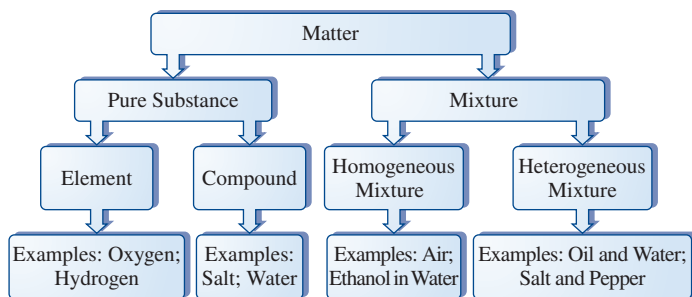 Matter
Pure Substance
Mixture
Element
Compound
Homogeneous
Mixture
Heterogeneous
Mixture
Examples: Oxygen;
Hydrogen
Examples:
Salt; Water
Examples: Air;
Ethanol in Water
Examples: Oil and Water;
Salt and Pepper